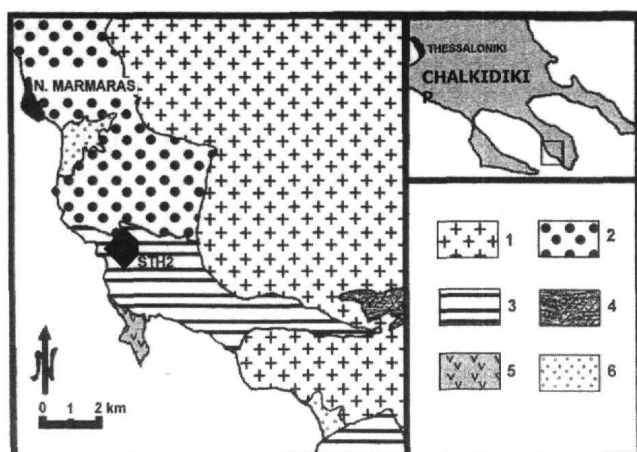 N. MARMARAS
STH2
N
0 1 2 km
THESSALONIKI
CHALKIDIKI
P.
1
2
3
4
5
6